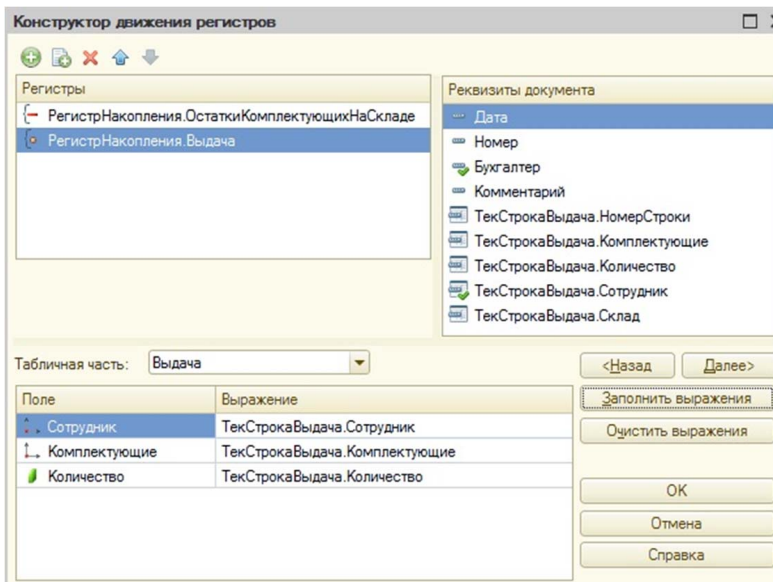 Конструктор движения регистров
Регистры
РегистрНакопления.ОстаткиКомплектующихНаСкладе
РегистрНакопления.Выдача
Реквизиты документа
Дата
Номер
Бухгалтер
Комментарий
ТекСтрокаВыдача.НомерСтроки
ТекСтрокаВыдача.Комплектующие
ТекСтрокаВыдача.Количество
ТекСтрокаВыдача.Сотрудник
ТекСтрокаВыдача.Склад
Табличная часть: Выдача
<Назад Далее>
Заполнить выражения
Очистить выражения
Поле Выражение
Сотрудник ТекСтрокаВыдача.Сотрудник
Комплектующие ТекСтрокаВыдача.Комплектующие
Количество ТекСтрокаВыдача.Количество
OK
Отмена
Справка